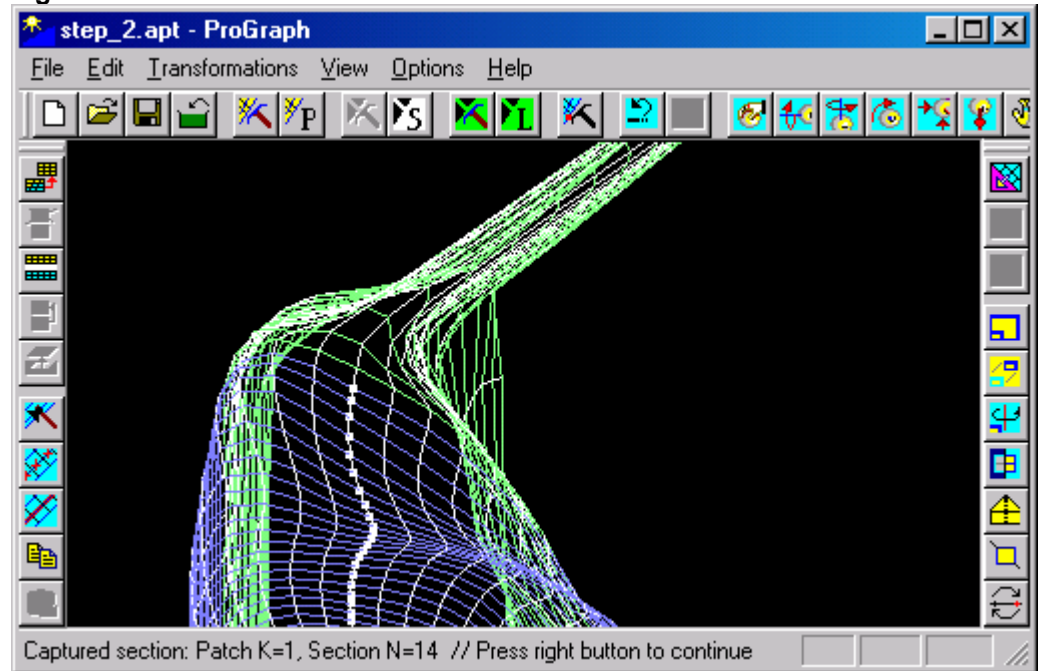 step_2.apt - ProGraph
File Edit Transformations View Options Help
P S L
Captured section: Patch K=1, Section N=14 // Press right button to continue